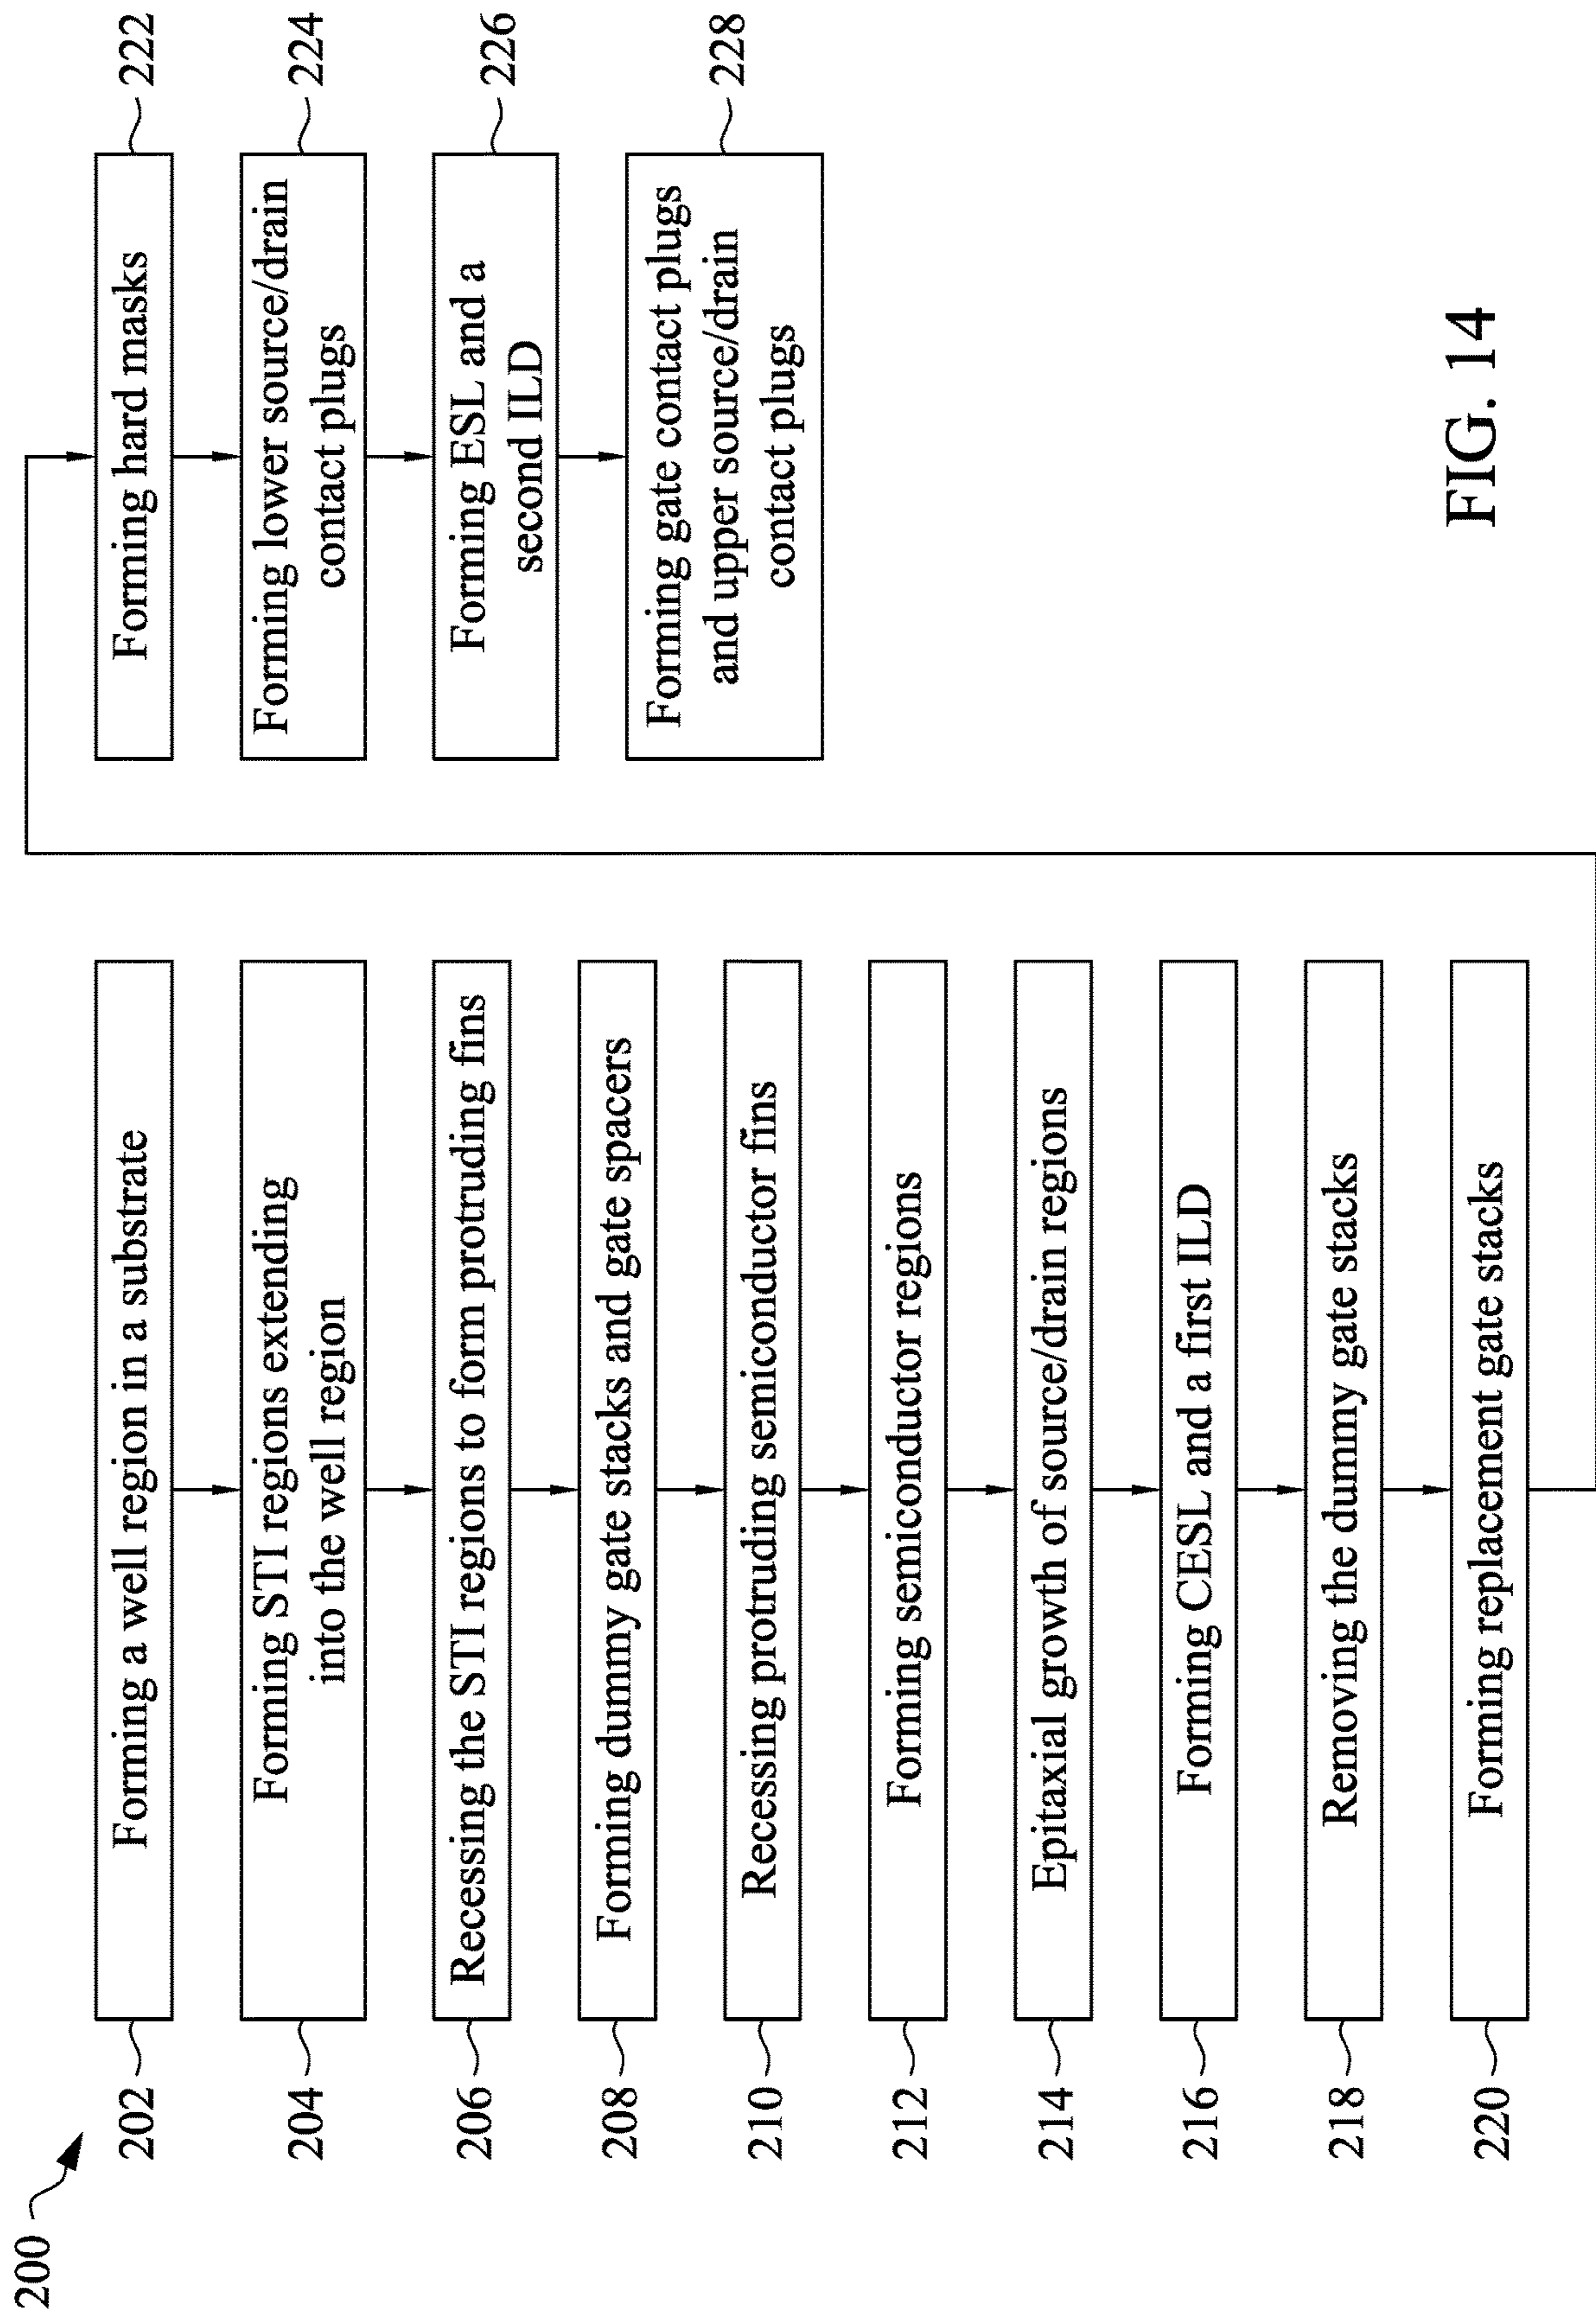 200
202
Forming a well region in a substrate
204
Forming STI regions extending
into the well region
206
Recessing the STI regions to form protruding fins
208
Forming dummy gate stacks and gate spacers
210
Recessing protruding semiconductor fins
212
Forming semiconductor regions
214
Epitaxial growth of source/drain regions
216
Forming CESL and a first ILD
218
Removing the dummy gate stacks
220
Forming replacement gate stacks
Forming hard masks
222
Forming lower source/drain
contact plugs
224
Forming ESL and a
second ILD
226
Forming gate contact plugs
and upper source/drain
contact plugs
228
FIG. 14